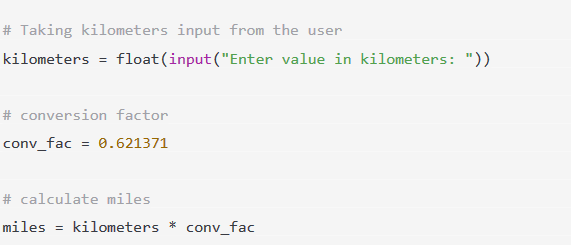 # Taking kilometers input from the user
kilometers = float(input("Enter value in kilometers: "))
# conversion factor
conv_fac = 0.621371
# calculate miles
miles = kilometers * conv_fac